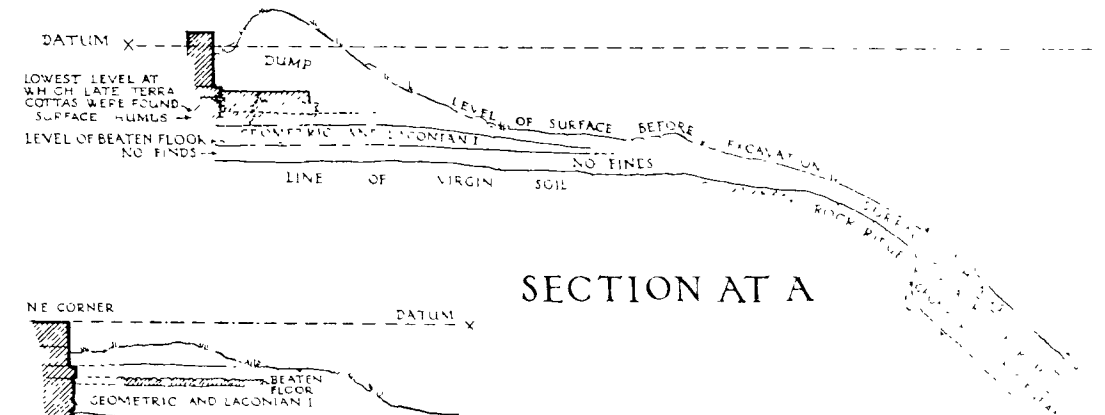 DATUM X
DUMP
LOWEST LEVEL AT
WHICH LATE TERRA
COTTAS WERE FOUND
SURFACE HUMUS
LEVEL OF BEATEN FLOOR
NO FINDS
LEVEL OF SURFACE BEFORE EXCAVATION
GEOMETRIC AND LACONIAN I
NO FINDS
LINE OF VIRGIN SOIL
ROCK
SECTION AT A
N E CORNER
DATUM X
BEATEN
FLOOR
GEOMETRIC AND LACONIAN I